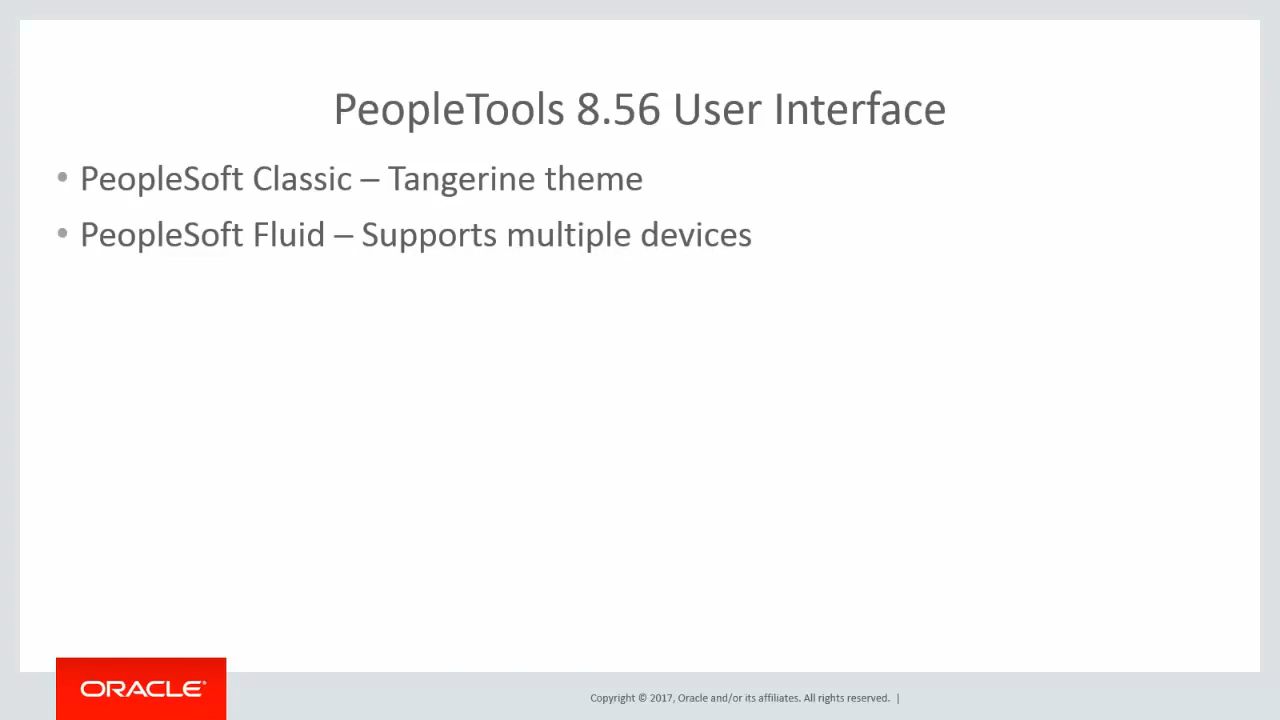 PeopleTools 8.56 User Interface
• PeopleSoft Classic – Tangerine theme
• PeopleSoft Fluid – Supports multiple devices
ORACLE®
Copyright © 2017, Oracle and/or its affiliates. All rights reserved. |